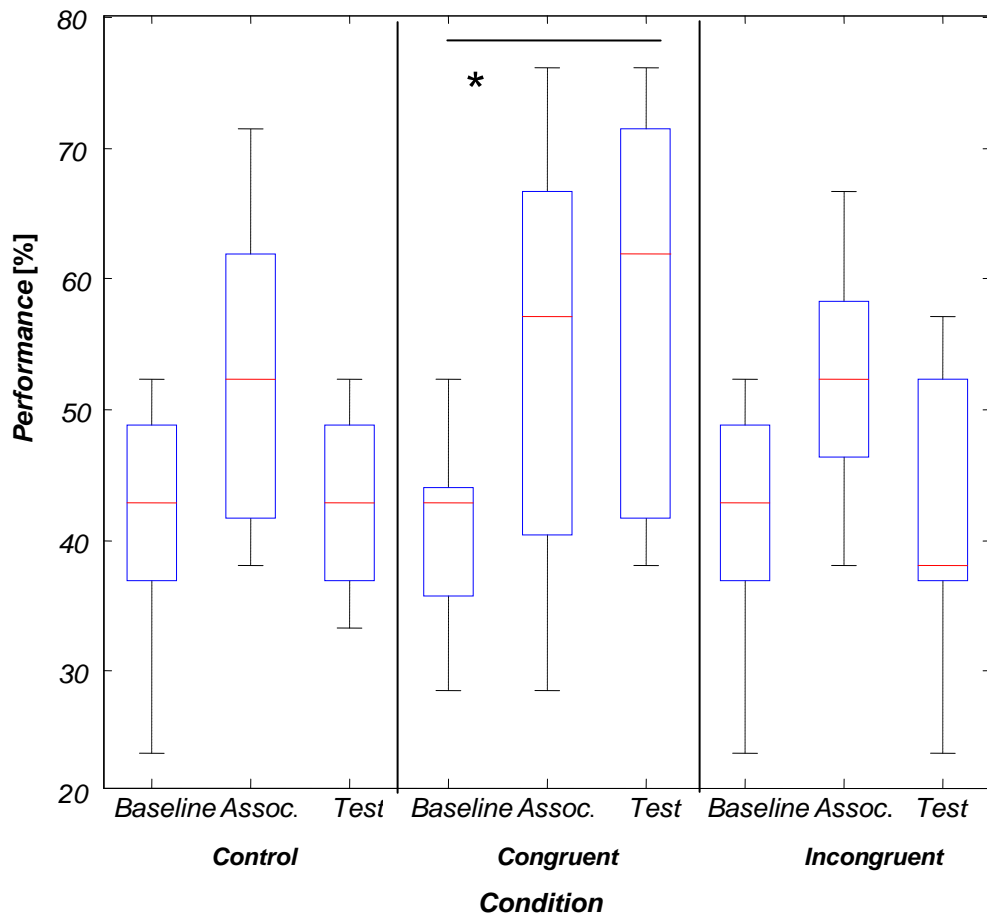 80
70
60
50
40
30
20
Performance [%]
*
Baseline Assoc. Test Baseline Assoc. Test Baseline Assoc. Test
Control Congruent Incongruent
Condition